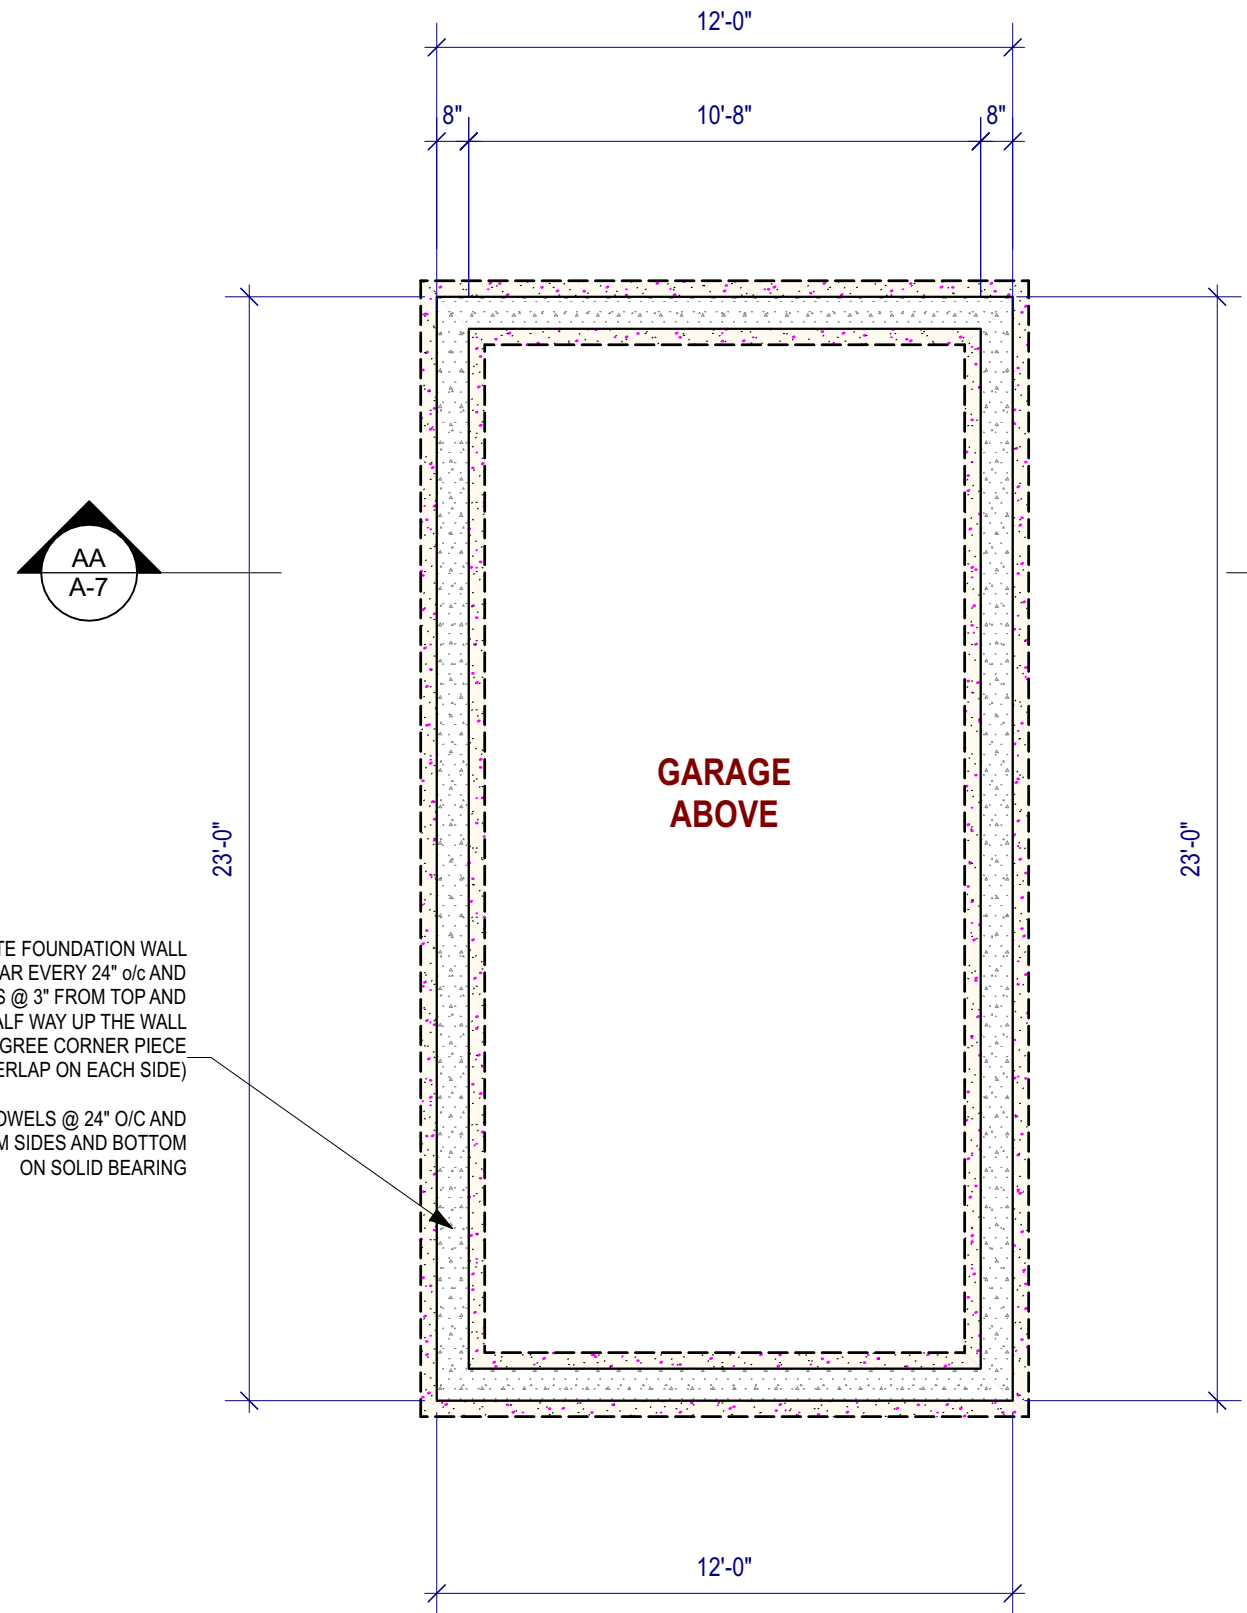 12'-0"
8" 10'-8" 8"
AA
A-7
GARAGE
ABOVE
23'-0"
23'-0"
TE FOUNDATION WALL
AR EVERY 24" o/c AND
S @ 3" FROM TOP AND
ALF WAY UP THE WALL
GREE CORNER PIECE
ERLAP ON EACH SIDE)
OWELS @ 24" O/C AND
M SIDES AND BOTTOM
ON SOLID BEARING
12'-0"